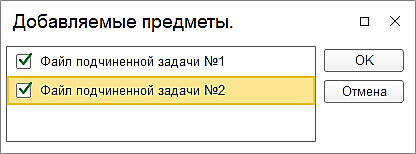 Добавляемые предметы.
Файл подчиненной задачи №1
OK
Файл подчиненной задачи №2
Отмена